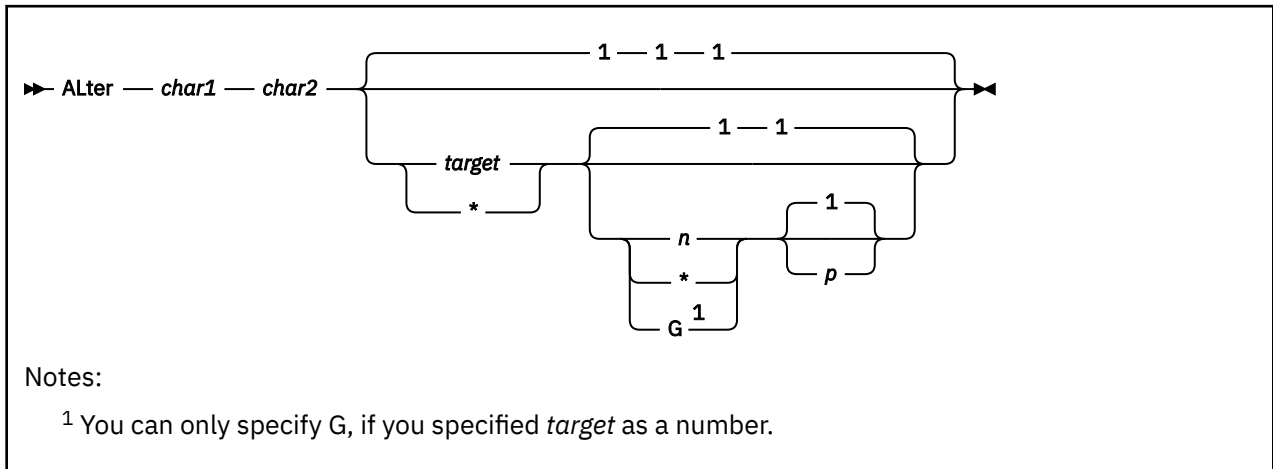 1 1 1
ALter char1 char2
1 1
target
*
1
n
*
p
G 1
Notes:
1 You can only specify G, if you specified target as a number.